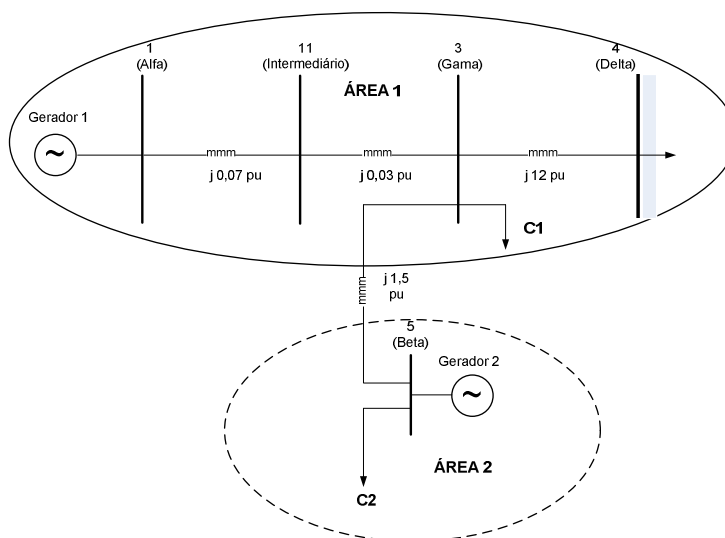 1
(Alfa)
11
(Intermediário)
3
(Gama)
4
(Delta)
ÁREA 1
Gerador 1
~
mmm
mmm
mmm
j 0,07 pu
j 0,03 pu
j 12 pu
C1
mmm
j 1,5
pu
5
(Beta)
Gerador 2
~
ÁREA 2
C2